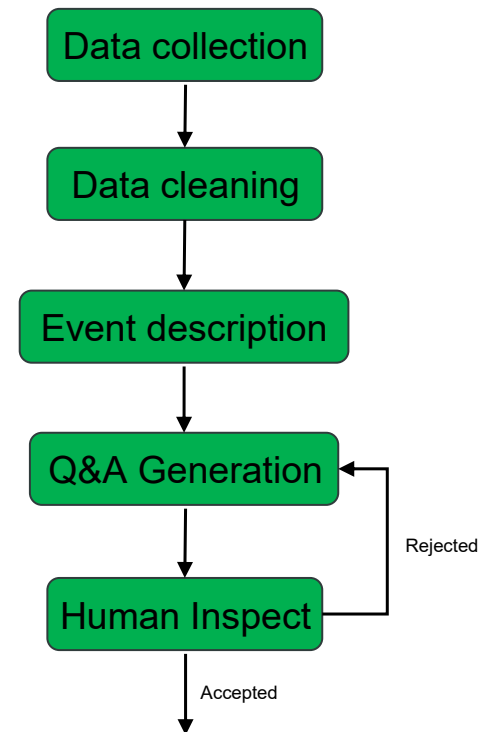 Data collection
Data cleaning
Event description
Q&A Generation
Rejected
Human Inspect
Accepted